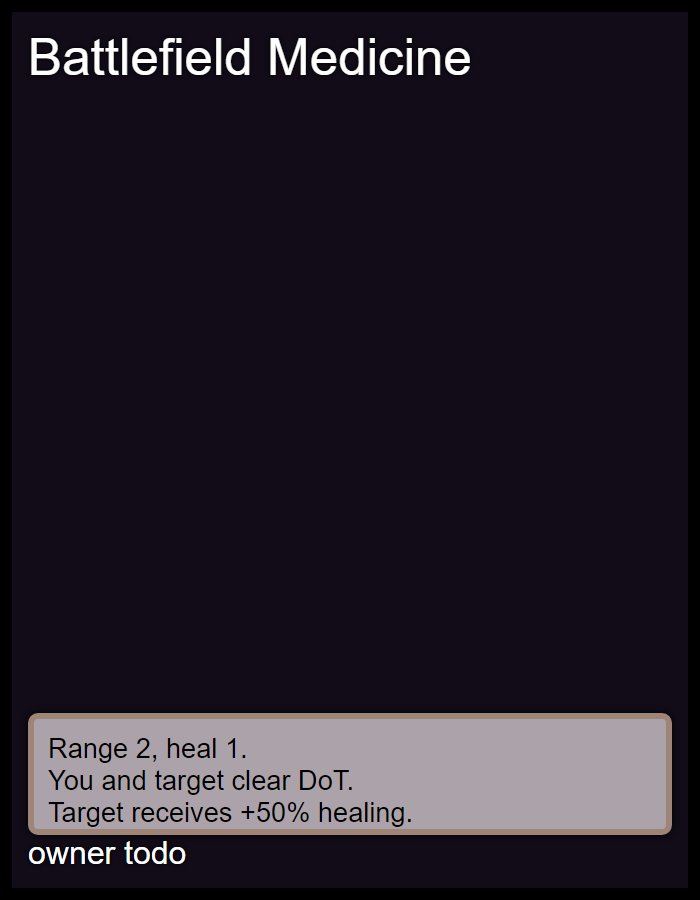 Battlefield Medicine
Range 2, heal 1.
You and target clear DoT.
Target receives +50% healing.
owner todo